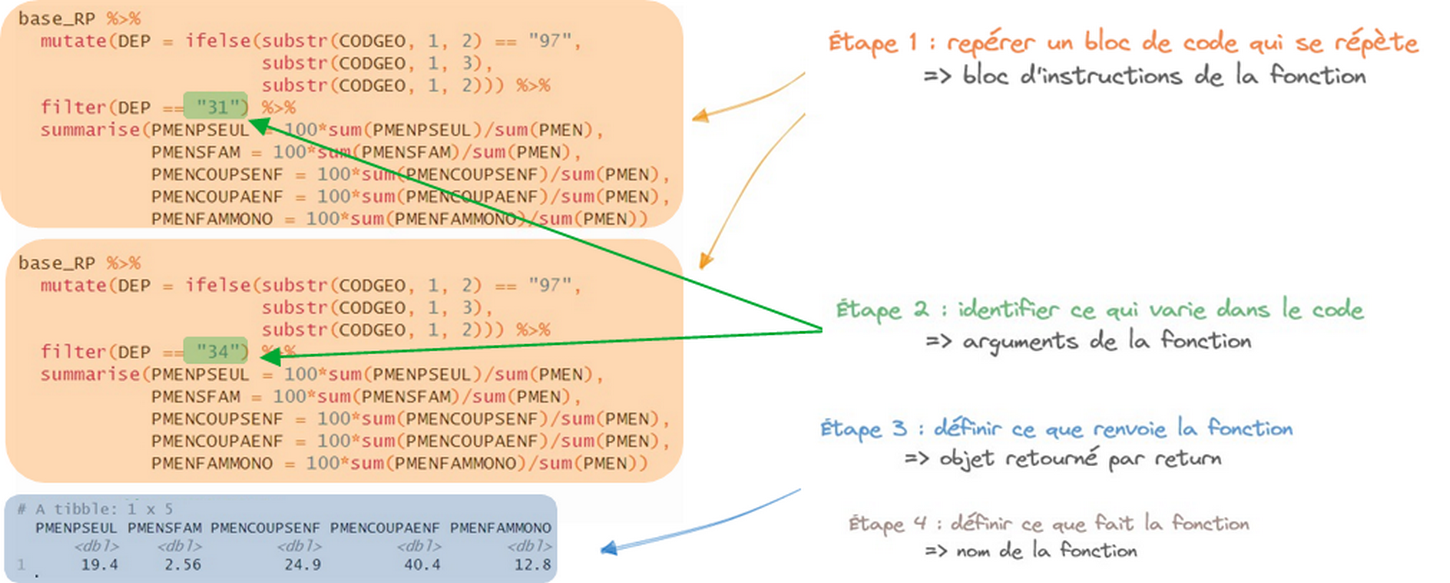 base_RP %>%
mutate(DEP = ifelse(substr(CODGEO, 1, 2) == "97",
substr(CODGEO, 1, 3),
substr(CODGEO, 1, 2))) %>%
filter(DEP == "31") %>%
summarise(PMENPSEUL = 100*sum(PMENPSEUL)/sum(PMEN),
PMENSFAM = 100*sum(PMENSFAM)/sum(PMEN),
PMENCOUPSENF = 100*sum(PMENCOUPSENF)/sum(PMEN),
PMENCOUPAENF = 100*sum(PMENCOUPAENF)/sum(PMEN),
PMENFAMMONO = 100*sum(PMENFAMMONO)/sum(PMEN))
base_RP %>%
mutate(DEP = ifelse(substr(CODGEO, 1, 2) == "97",
substr(CODGEO, 1, 3),
substr(CODGEO, 1, 2))) %>%
filter(DEP == "34") %>%
summarise(PMENPSEUL = 100*sum(PMENPSEUL)/sum(PMEN),
PMENSFAM = 100*sum(PMENSFAM)/sum(PMEN),
PMENCOUPSENF = 100*sum(PMENCOUPSENF)/sum(PMEN),
PMENCOUPAENF = 100*sum(PMENCOUPAENF)/sum(PMEN),
PMENFAMMONO = 100*sum(PMENFAMMONO)/sum(PMEN))
# A tibble: 1 x 5
PMENPSEUL PMENSFAM PMENCOUPSENF PMENCOUPAENF PMENFAMMONO
<dbl> <dbl> <dbl> <dbl> <dbl>
1 19.4 2.56 24.9 40.4 12.8
Étape 1 : repérer un bloc de code qui se répète
=> bloc d'instructions de la fonction
Étape 2 : identifier ce qui varie dans le code
=> arguments de la fonction
Étape 3 : définir ce que renvoie la fonction
=> objet retourné par return
Étape 4 : définir ce que fait la fonction
=> nom de la fonction